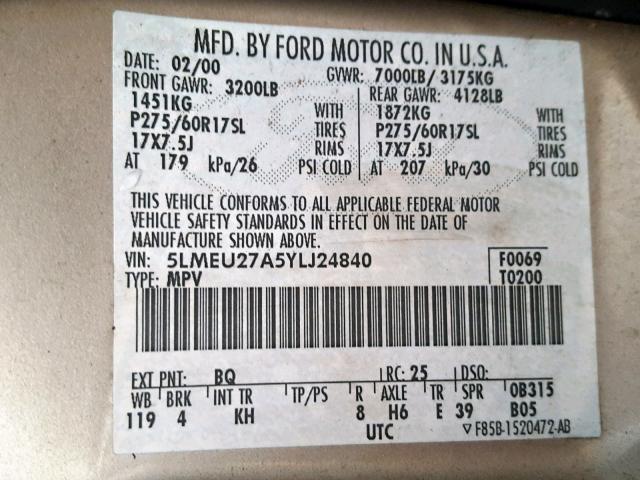 MFD. BY FORD MOTOR CO. IN U.S.A.
DATE: 02/00 GVWR: 7000LB/ 3175KG
FRONT GAWR: 3200LB REAR GAWR: 4128LB
1451KG WITH 1872KG WITH
P275/60R17SL TIRES P275/60R17SL TIRES
17X7.5J RIMS 17X7.5J RIMS
AT 179 kPa/26 PSI COLD AT 207 kPa/30 PSI COLD
THIS VEHICLE CONFORMS TO ALL APPLICABLE FEDERAL MOTOR
VEHICLE SAFETY STANDARDS IN EFFECT ON THE DATE OF
MANUFACTURE SHOWN ABOVE.
VIN: 5LMEU27A5YLJ24840 F0069
TYPE: MPV T0200
EXT PNT: BQ RC: 25 DSO:
WB BRK INT TR TP/PS R AXLE TR SPR 0B315
119 4 KH 8 H6 E 39 B05
UTC ▽F85B-1520472-AB